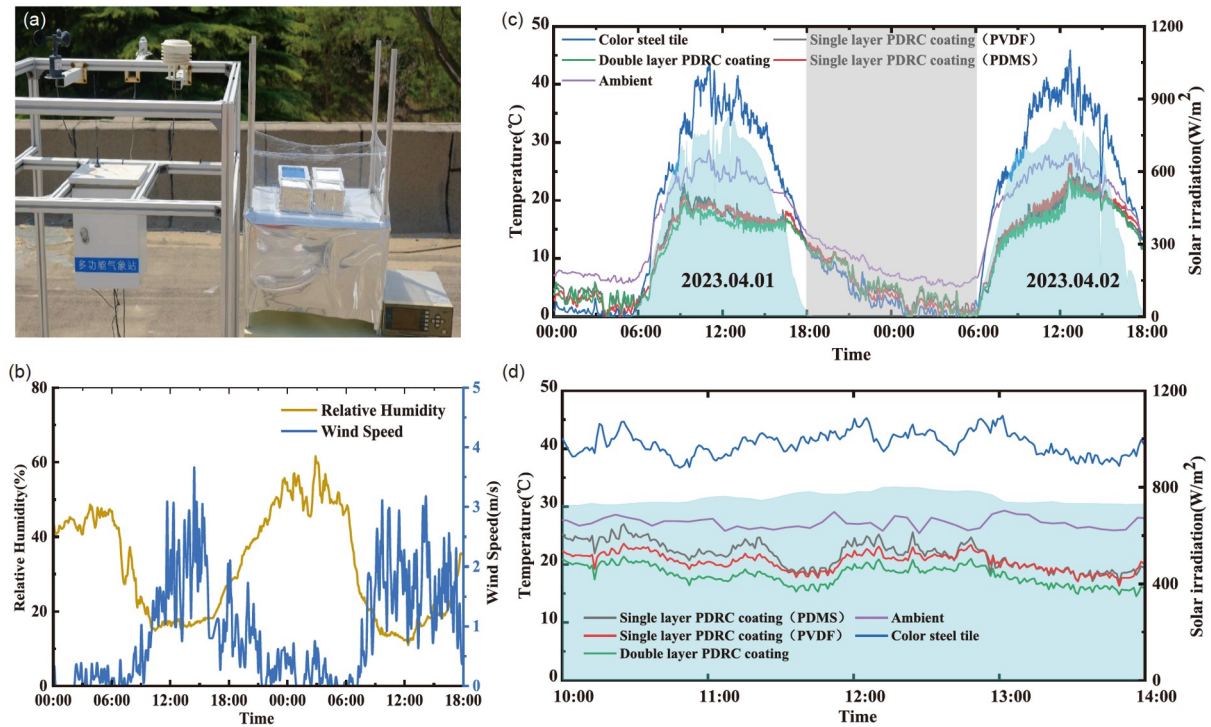 (a)
多功能气象站
(b)
80
60
40
20
0
Relative Humidity(%)
Relative Humidity
Wind Speed
5
4
3
2
1
0
Wind Speed(m/s)
00:00 06:00 12:00 18:00 00:00 06:00 12:00 18:00
Time
(c)
50
40
30
20
10
0
Temperature(℃)
Color steel tile
Double layer PDRC coating
Ambient
Single layer PDRC coating（PVDF）
Single layer PDRC coating（PDMS）
2023.04.01
2023.04.02
1200
900
600
300
0
Solar irradiation(W/m²)
00:00 06:00 12:00 18:00 00:00 06:00 12:00 18:00
Time
(d)
50
40
30
20
10
0
Temperature(℃)
Single layer PDRC coating（PDMS）
Single layer PDRC coating（PVDF）
Double layer PDRC coating
Ambient
Color steel tile
1200
800
400
0
Solar irradiation(W/m²)
10:00 11:00 12:00 13:00 14:00
Time